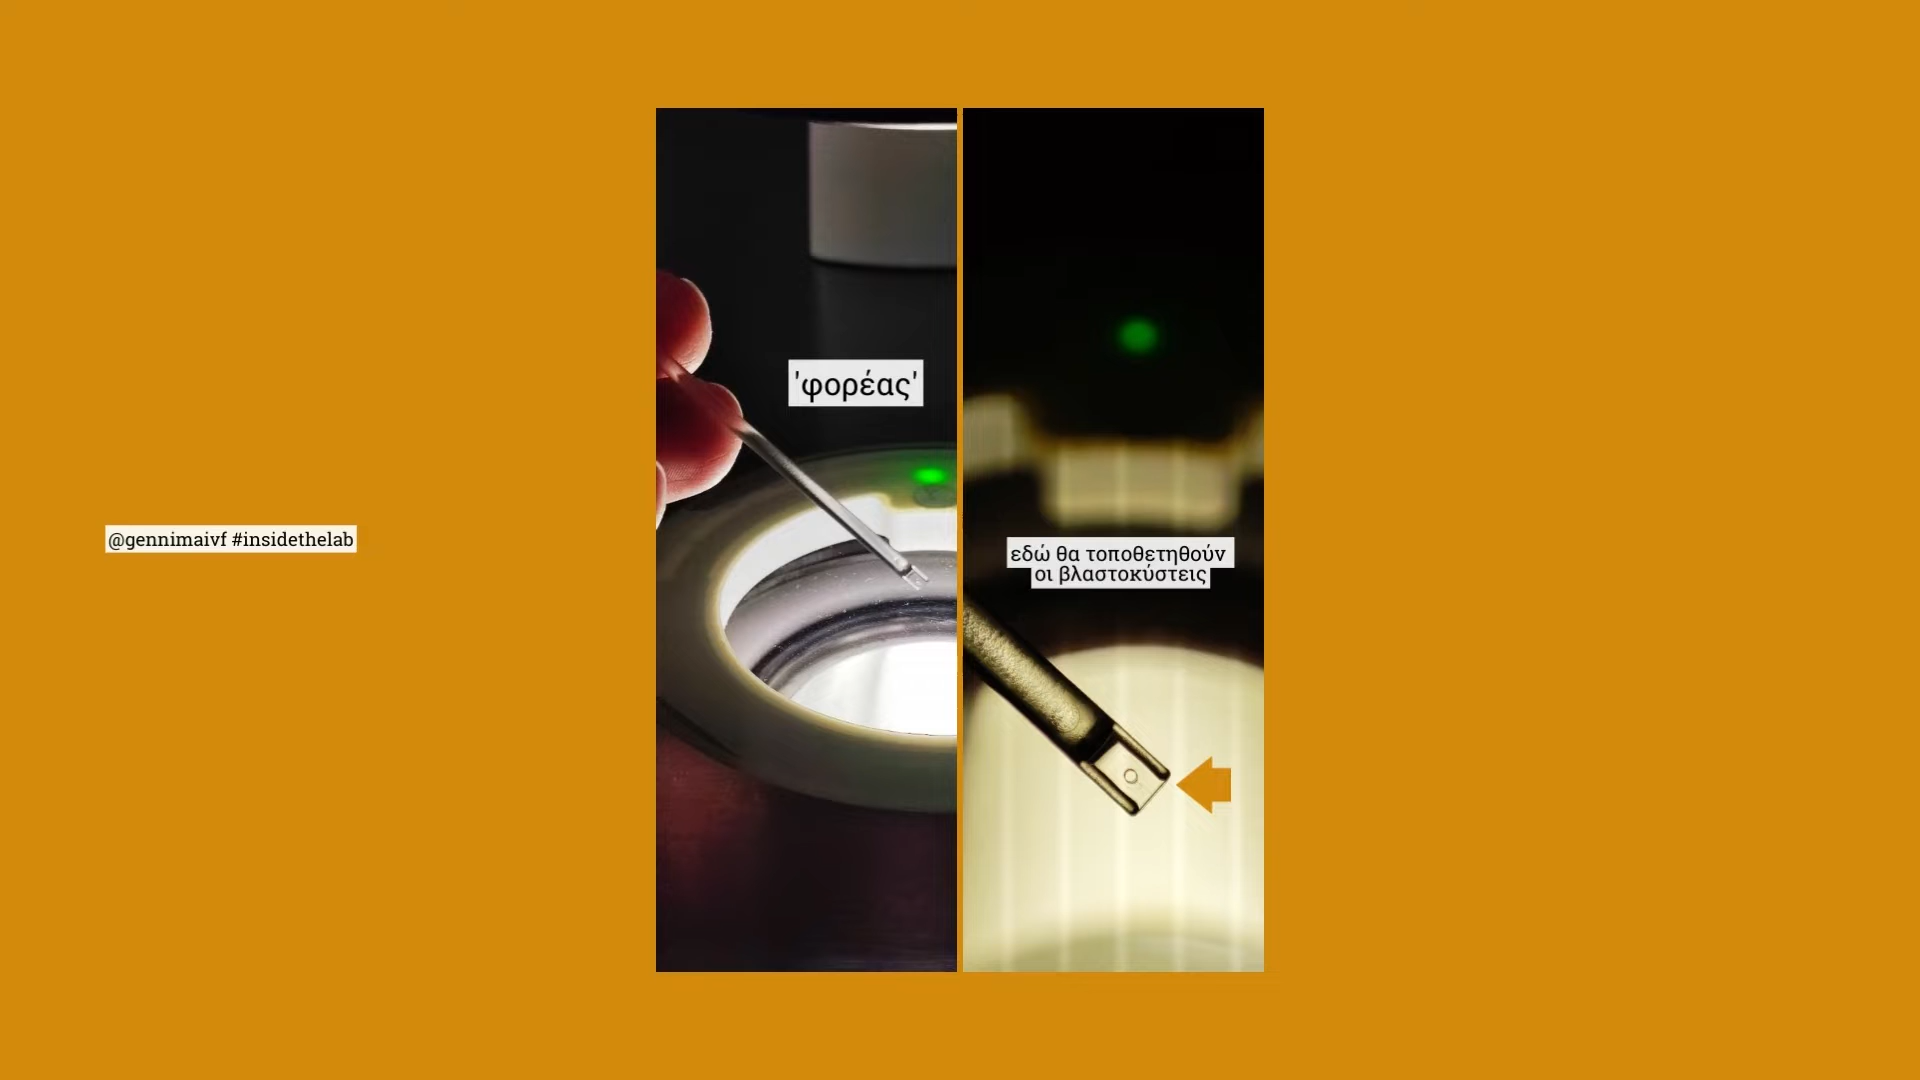 'φορέας'
@gennimaivf #insidethelab
εδώ θα τοποθετηθούν
οι βλαστοκύστεις